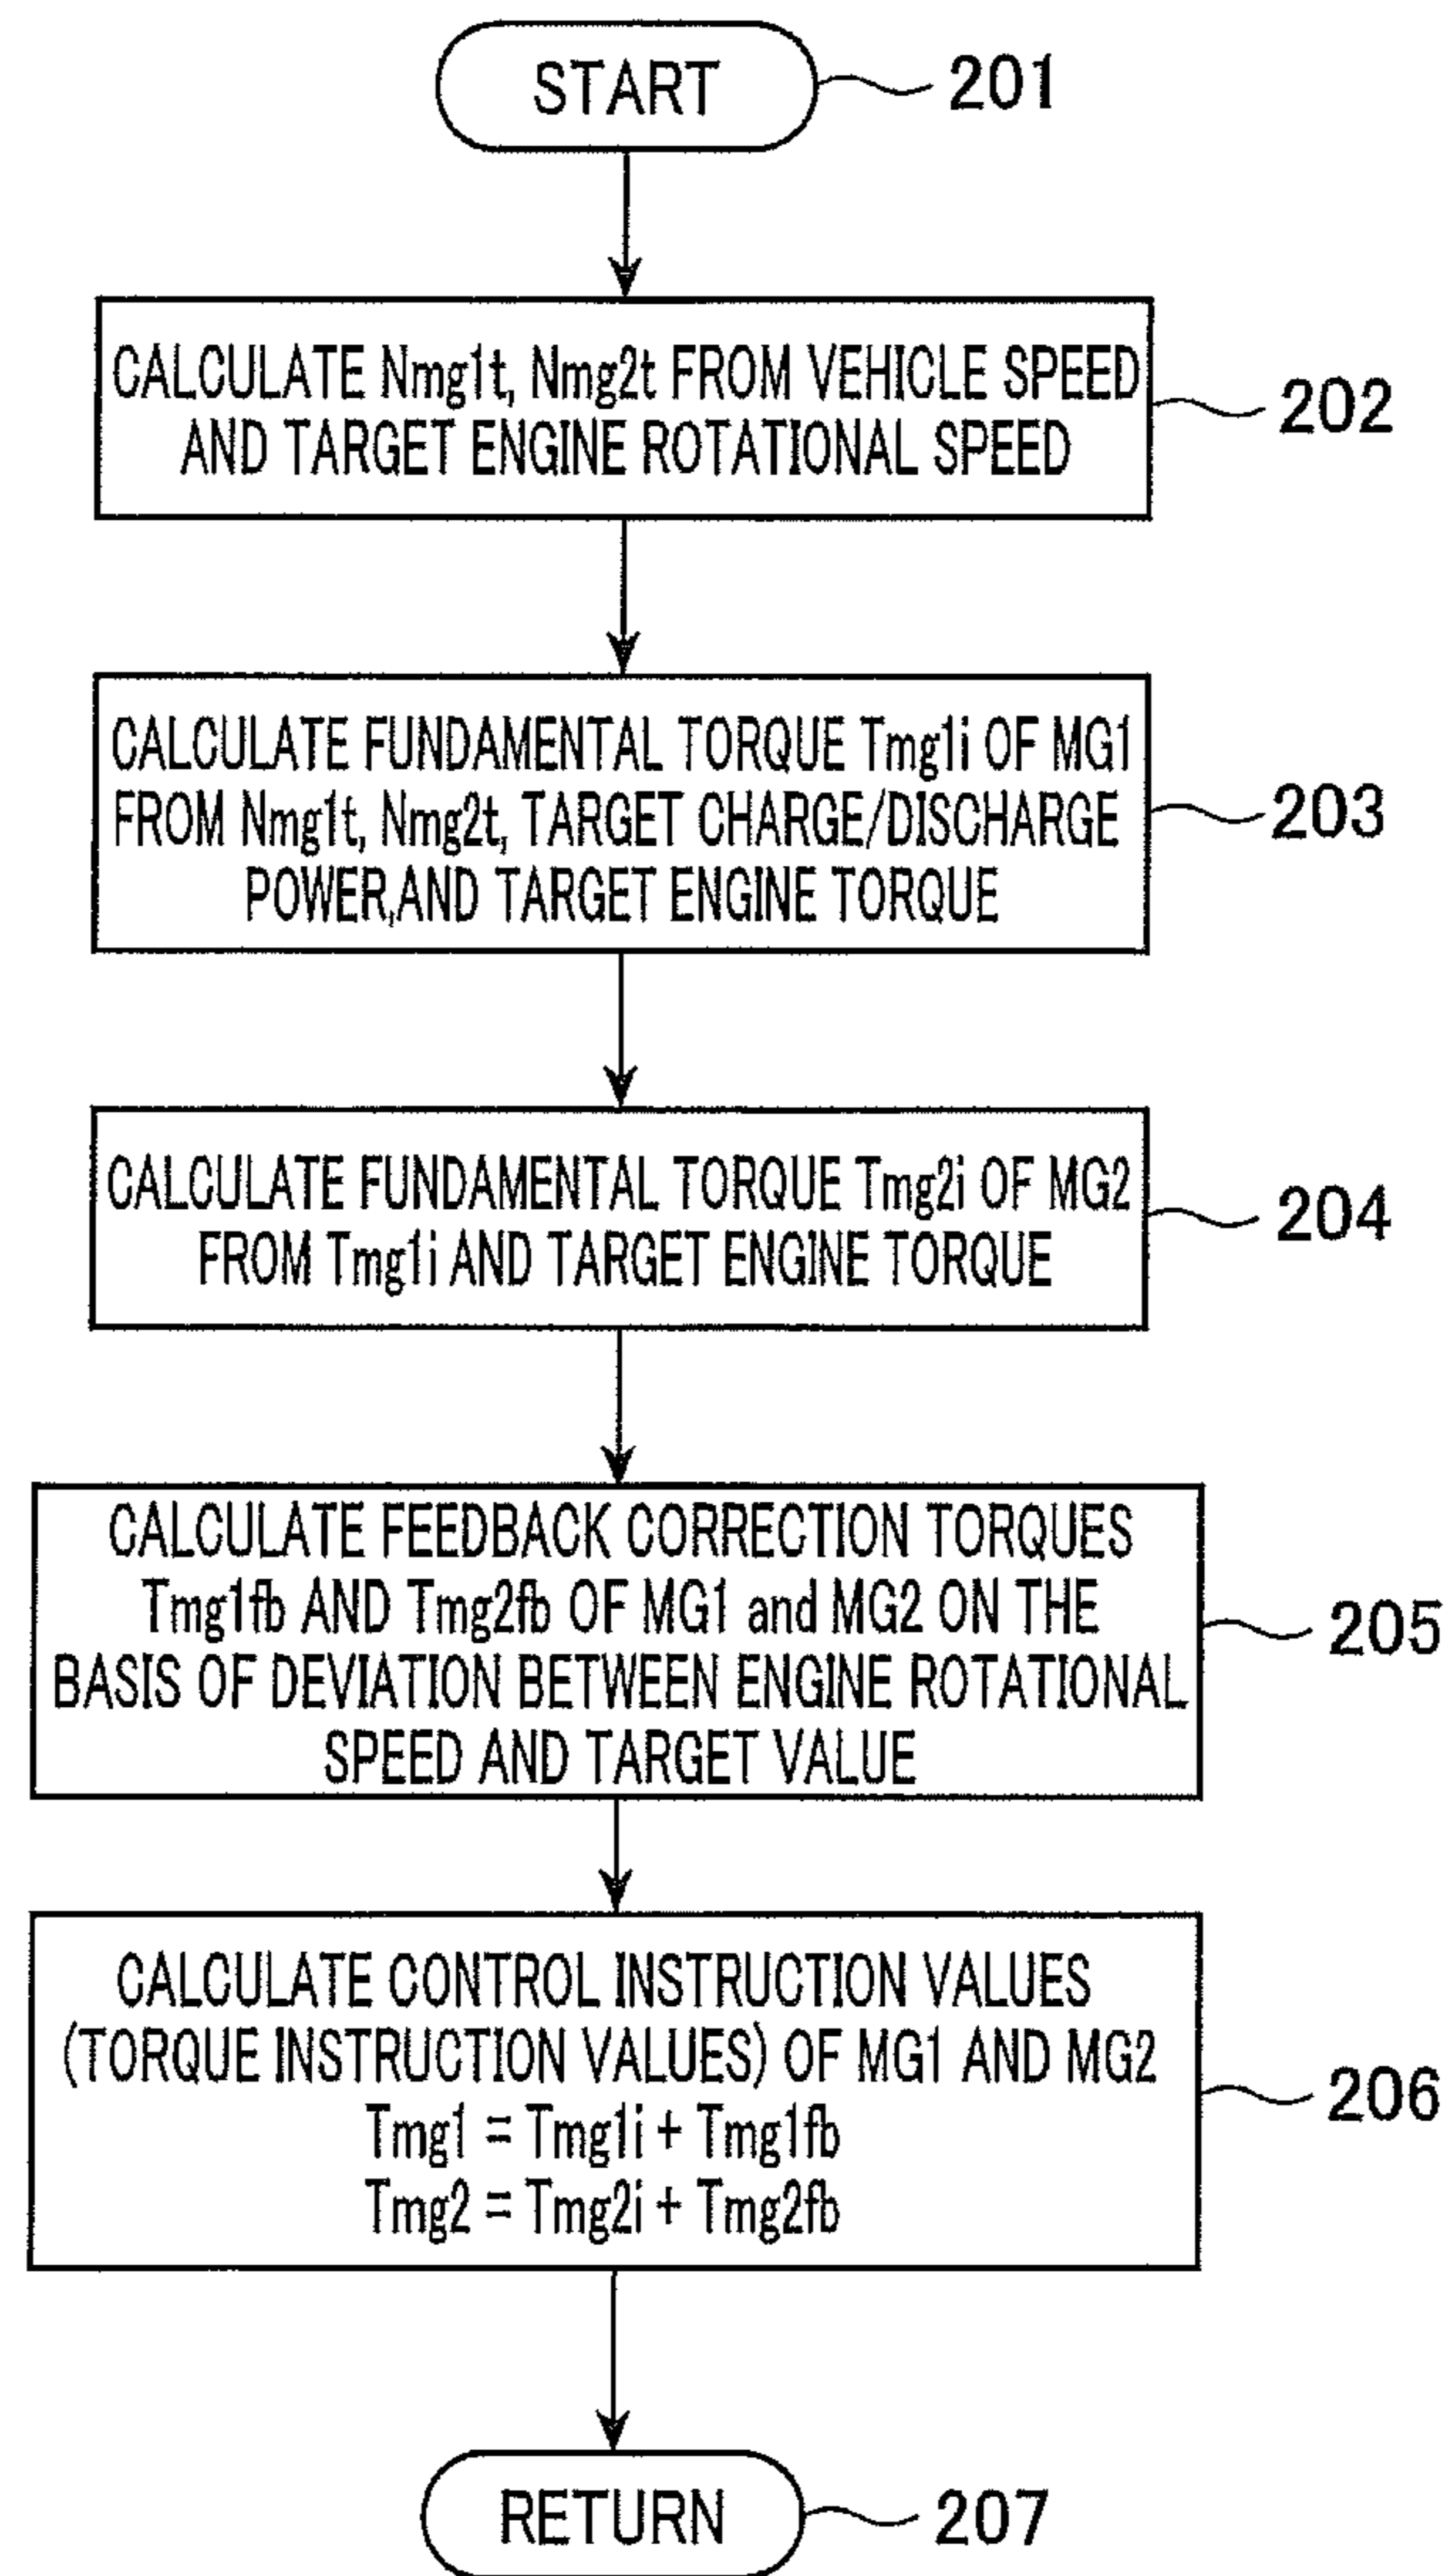 START
201
CALCULATE Nmg1t, Nmg2t FROM VEHICLE SPEED
AND TARGET ENGINE ROTATIONAL SPEED
202
CALCULATE FUNDAMENTAL TORQUE Tmg1i OF MG1
FROM Nmg1t, Nmg2t, TARGET CHARGE/DISCHARGE
POWER,AND TARGET ENGINE TORQUE
203
CALCULATE FUNDAMENTAL TORQUE Tmg2i OF MG2
FROM Tmg1i AND TARGET ENGINE TORQUE
204
CALCULATE FEEDBACK CORRECTION TORQUES
Tmg1fb AND Tmg2fb OF MG1 and MG2 ON THE
BASIS OF DEVIATION BETWEEN ENGINE ROTATIONAL
SPEED AND TARGET VALUE
205
CALCULATE CONTROL INSTRUCTION VALUES
(TORQUE INSTRUCTION VALUES) OF MG1 AND MG2
Tmg1 = Tmg1i + Tmg1fb
Tmg2 = Tmg2i + Tmg2fb
206
RETURN
207